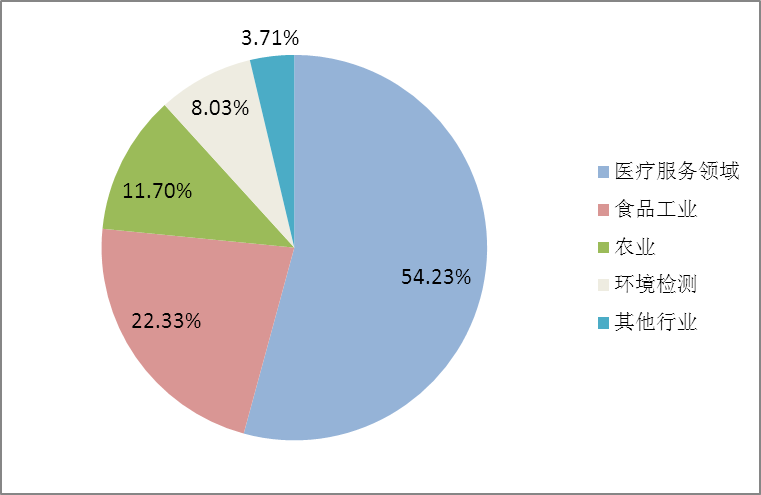 3.71%
8.03%
11.70%
22.33%
54.23%
医疗服务领域
食品工业
农业
环境检测
其他行业